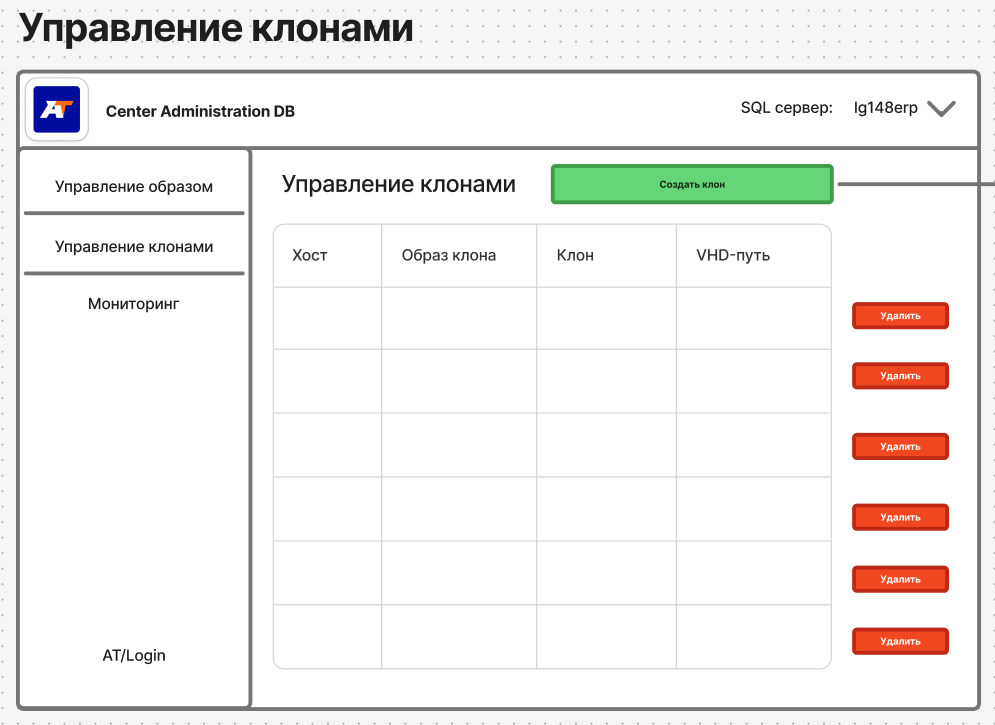 Управление клонами
AT
Center Administration DB
SQL сервер:
lg148erp
Управление образом
Управление клонами
Мониторинг
AT/Login
Управление клонами
Создать клон
Хост
Образ клона
Клон
VHD-путь
Удалить
Удалить
Удалить
Удалить
Удалить
Удалить